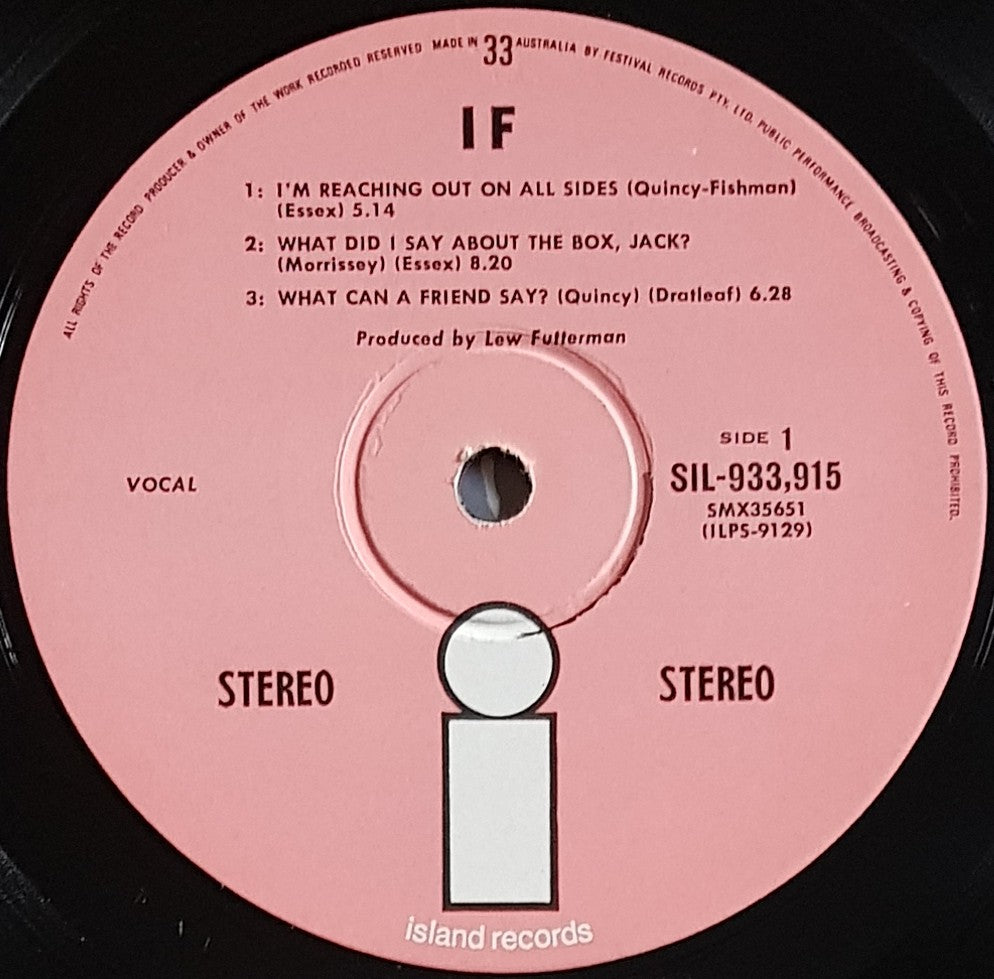 ALL RIGHTS OF THE RECORD PRODUCER & OWNER OF THE WORK RECORDED RESERVED MADE IN 33 AUSTRALIA BY FESTIVAL RECORDS PTY. LTD. PUBLIC PERFORMANCE BROADCASTING & COPYING OF THIS RECORD PROHIBITED.
IF
1: I'M REACHING OUT ON ALL SIDES (Quincy-Fishman)
(Essex) 5.14
2: WHAT DID I SAY ABOUT THE BOX, JACK?
(Morrissey) (Essex) 8.20
3: WHAT CAN A FRIEND SAY? (Quincy) (Dratleaf) 6.28
Produced by Lew Futterman
SIDE 1
VOCAL
SIL-933,915
SMX35651
(ILPS-9129)
STEREO
STEREO
island records